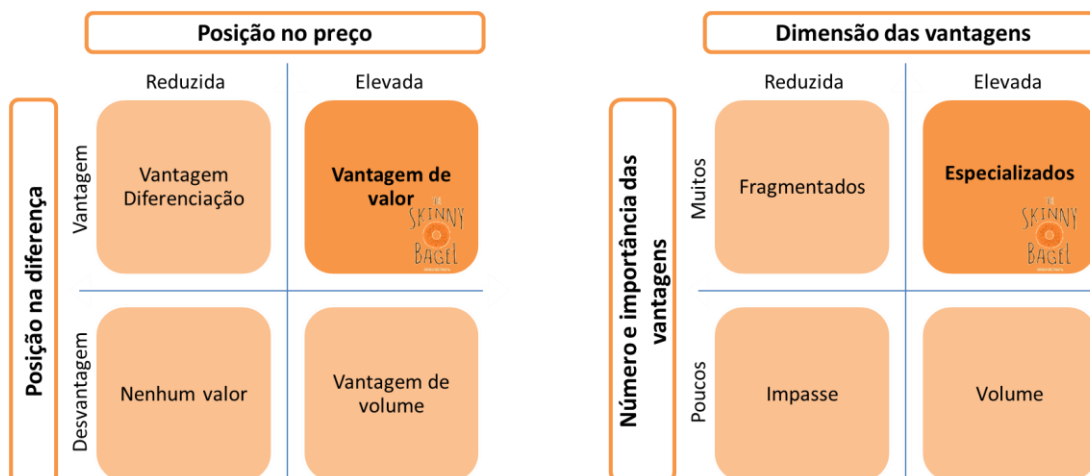 Posição no preço
Reduzida
Elevada
Posição na diferença
Vantagem
Vantagem
Diferenciação
Vantagem de
valor
THE
SKINNY
BAGEL
Desvantagem
Nenhum valor
Vantagem de
volume
Dimensão das vantagens
Reduzida
Elevada
Número e importância das
vantagens
Muitos
Fragmentados
Especializados
THE
SKINNY
BAGEL
Poucos
Impasse
Volume